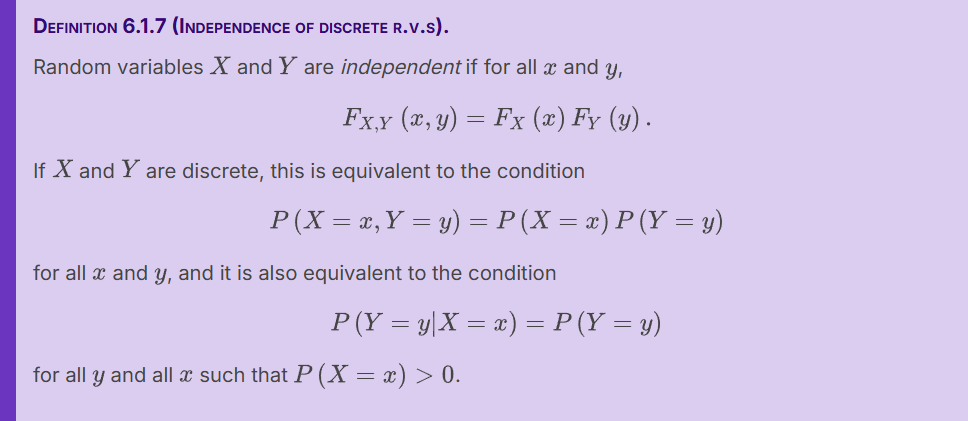 DEFINITION 6.1.7 (INDEPENDENCE OF DISCRETE R.V.S).
Random variables X and Y are independent if for all x and y,
F_{X,Y} (x, y) = F_X (x) F_Y (y) .
If X and Y are discrete, this is equivalent to the condition
P (X = x, Y = y) = P (X = x) P (Y = y)
for all x and y, and it is also equivalent to the condition
P (Y = y|X = x) = P (Y = y)
for all y and all x such that P (X = x) > 0.